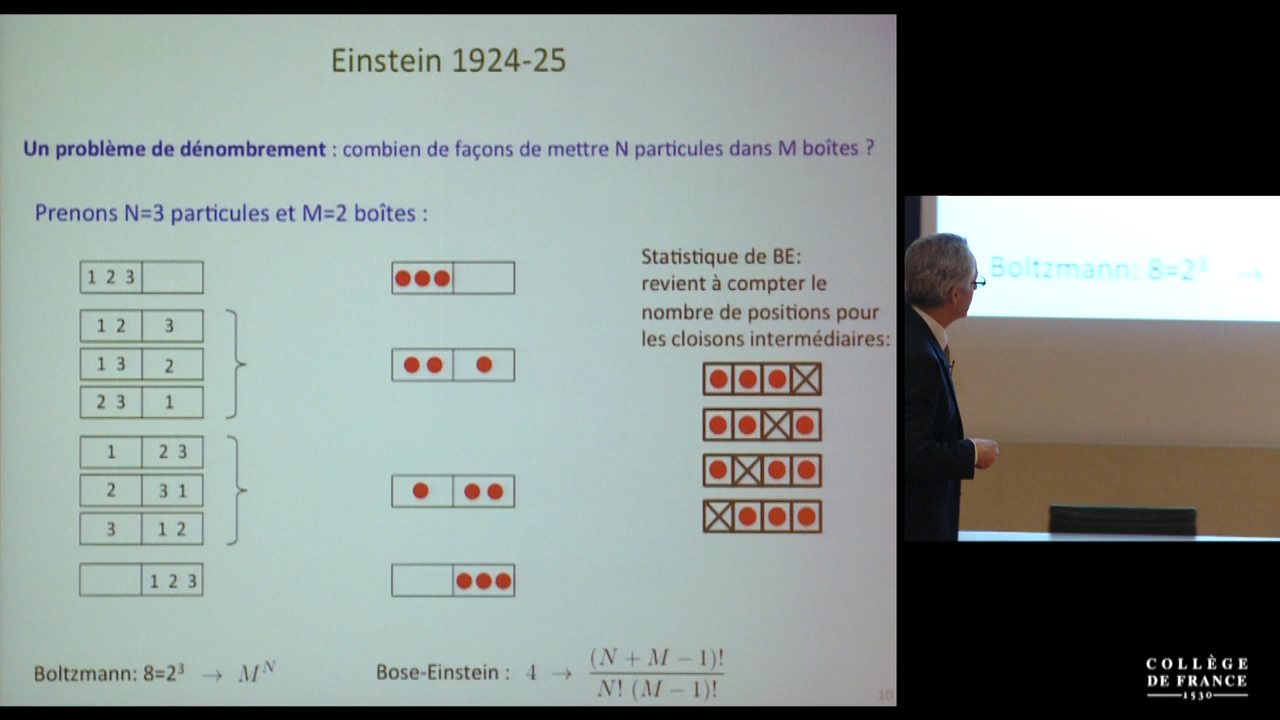 Einstein 1924-25
Un problème de dénombrement : combien de façons de mettre N particules dans M boîtes ?
Prenons N=3 particules et M=2 boîtes :
1 2 3
1 2 3
1 3 2
2 3 1
1 2 3
2 3 1
3 1 2
1 2 3
Statistique de BE:
revient à compter le
nombre de positions pour
les cloisons intermédiaires:
Boltzmann: 8=2³ → M^N
Bose-Einstein : 4 → (N + M − 1)! / N! (M − 1)!
10
Boltzmann: 8=2³ →
COLLÈGE
DE FRANCE
1530